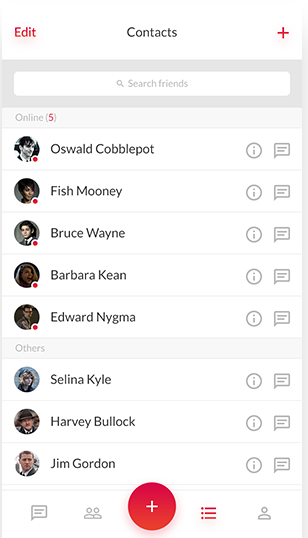 Edit Contacts +
Search friends
Online (5)
Oswald Cobblepot
Fish Mooney
Bruce Wayne
Barbara Kean
Edward Nygma
Others
Selina Kyle
Harvey Bullock
Jim Gordon